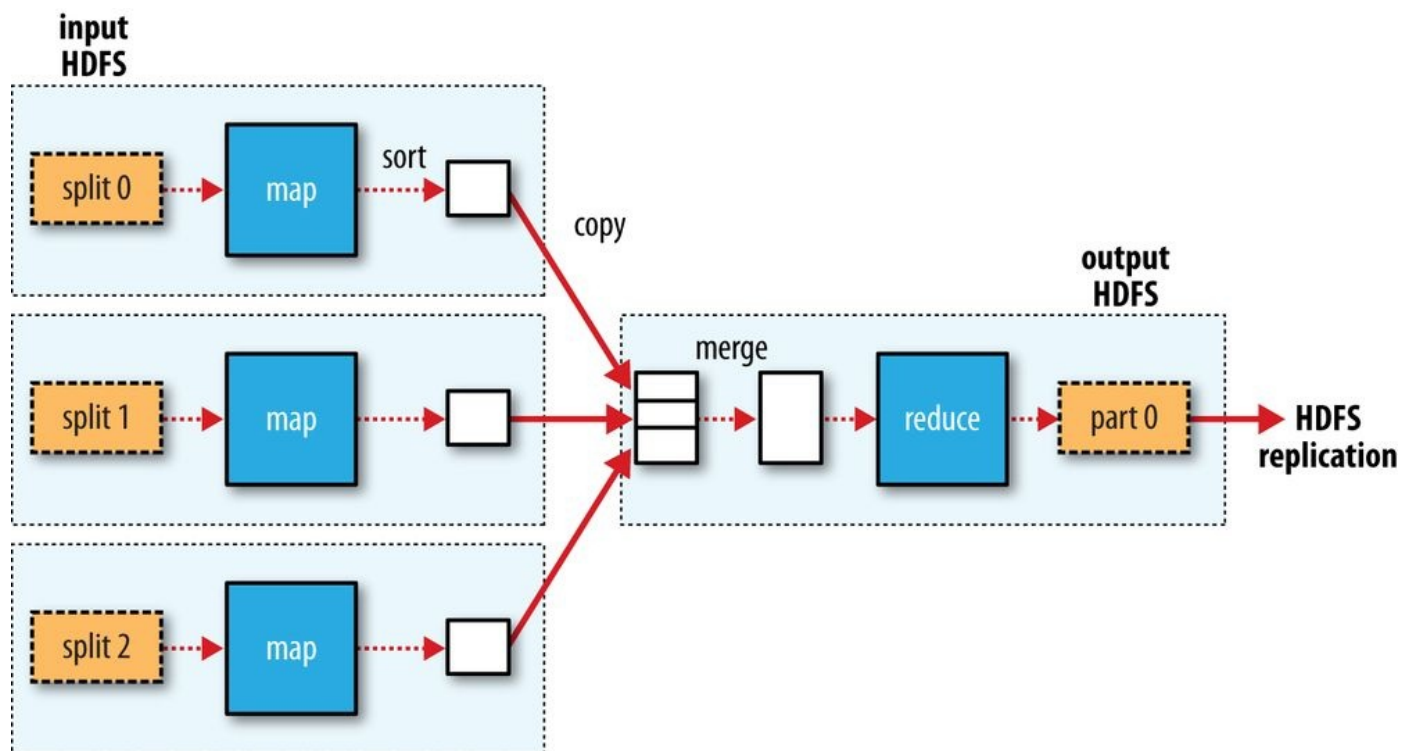 input
HDFS
split 0
map
sort
copy
split 1
map
split 2
map
merge
reduce
output
HDFS
part 0
HDFS
replication